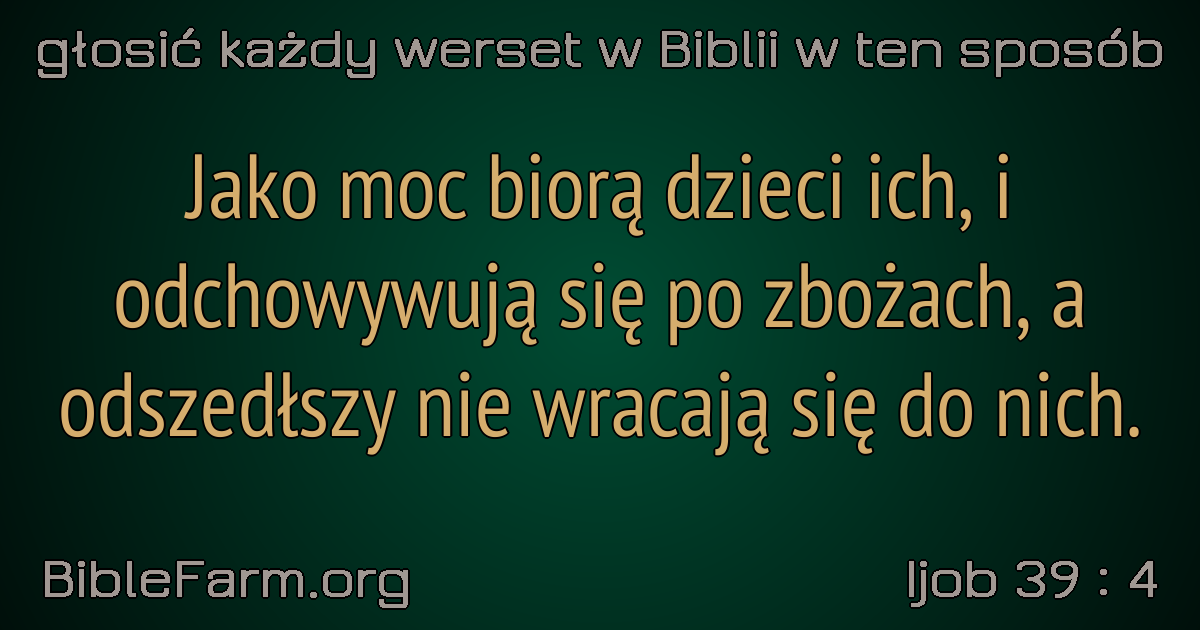 głosić każdy werset w Biblii w ten sposób
Jako moc biorą dzieci ich, i
odchowywują się po zbożach, a
odszedłszy nie wracają się do nich.
BibleFarm.org
Ijob 39 : 4